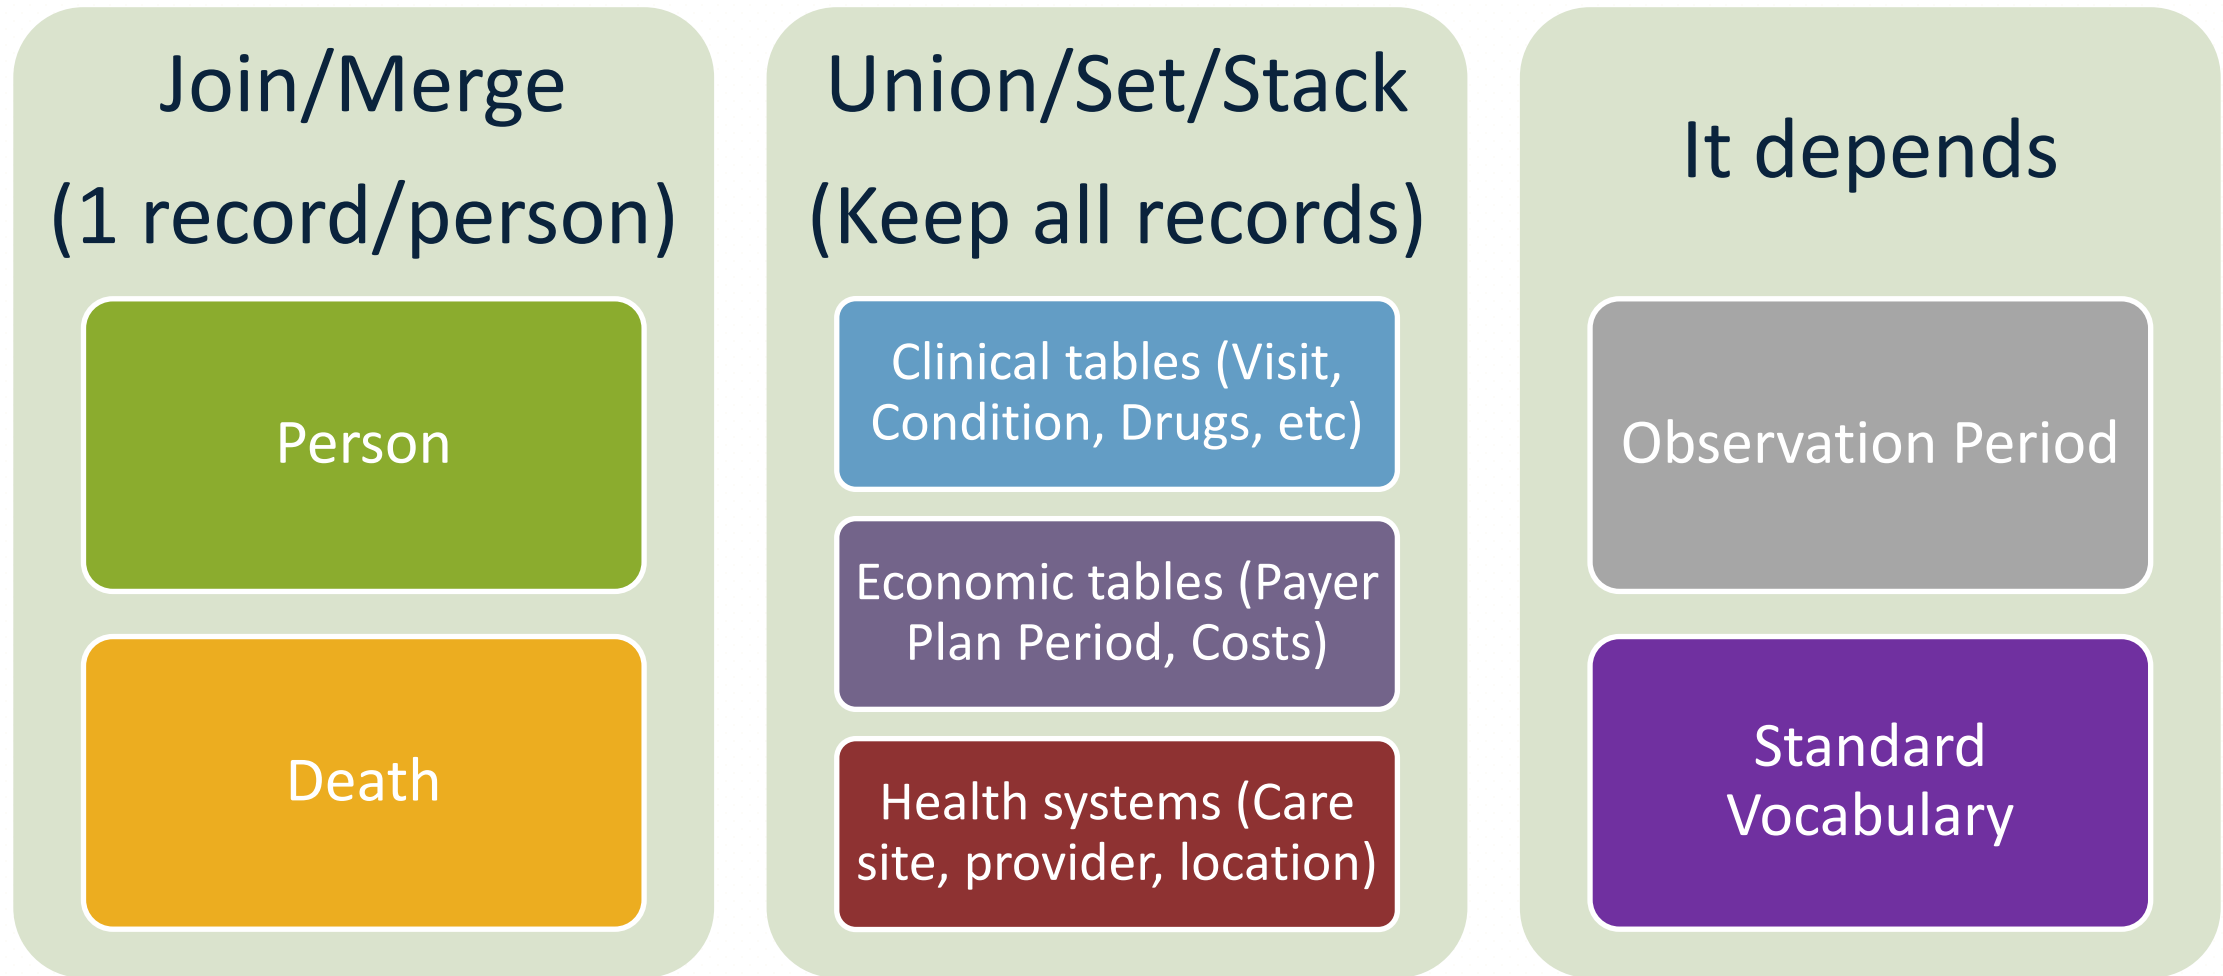 Join/Merge
(1 record/person)
Person
Death
Union/Set/Stack
(Keep all records)
Clinical tables (Visit,
Condition, Drugs, etc)
Economic tables (Payer
Plan Period, Costs)
Health systems (Care
site, provider, location)
It depends
Observation Period
Standard
Vocabulary